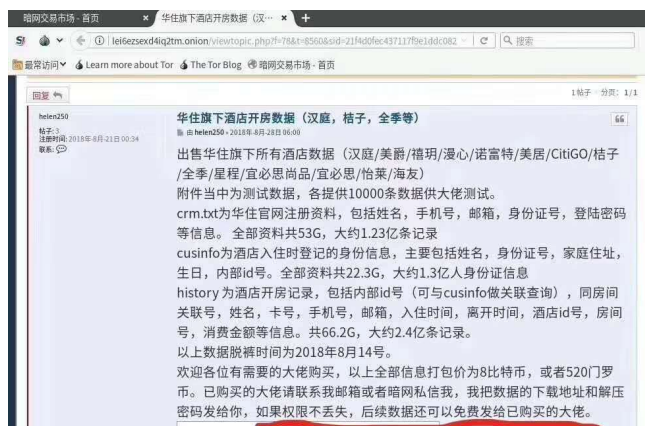 暗网交易市场 - 首页
华住旗下酒店开房数据（汉…
lei6ezsexd4iq2tm.onion/viewtopic.php?f=78&t=8560&sid=21f4d0fec437117f9e1ddc082
搜索
最常访问
Learn more about Tor
The Tor Blog
暗网交易市场 - 首页
回复
1帖子 · 分页: 1/1
helen250
帖子: 3
注册时间: 2018年-8月-21日 00:34
联系:
华住旗下酒店开房数据（汉庭，桔子，全季等）
由 helen250 » 2018年-8月-28日 06:00
出售华住旗下所有酒店数据（汉庭/美爵/禧玥/漫心/诺富特/美居/CitiGO/桔子
/全季/星程/宜必思尚品/宜必思/怡莱/海友）
附件当中为测试数据，各提供10000条数据供大佬测试。
crm.txt为华住官网注册资料，包括姓名，手机号，邮箱，身份证号，登陆密码
等信息。 全部资料共53G，大约1.23亿条记录
cusinfo为酒店入住时登记的身份信息，主要包括姓名，身份证号，家庭住址，
生日，内部id号。全部资料共22.3G，大约1.3亿人身份证信息
history 为酒店开房记录，包括内部id号（可与cusinfo做关联查询），同房间
关联号，姓名，卡号，手机号，邮箱，入住时间，离开时间，酒店id号，房间
号，消费金额等信息。共66.2G，大约2.4亿条记录。
以上数据脱裤时间为2018年8月14号。
欢迎各位有需要的大佬购买，以上全部信息打包价为8比特币，或者520门罗
币。已购买的大佬请联系我邮箱或者暗网私信我，我把数据的下载地址和解压
密码发给你，如果权限不丢失，后续数据还可以免费发给已购买的大佬。